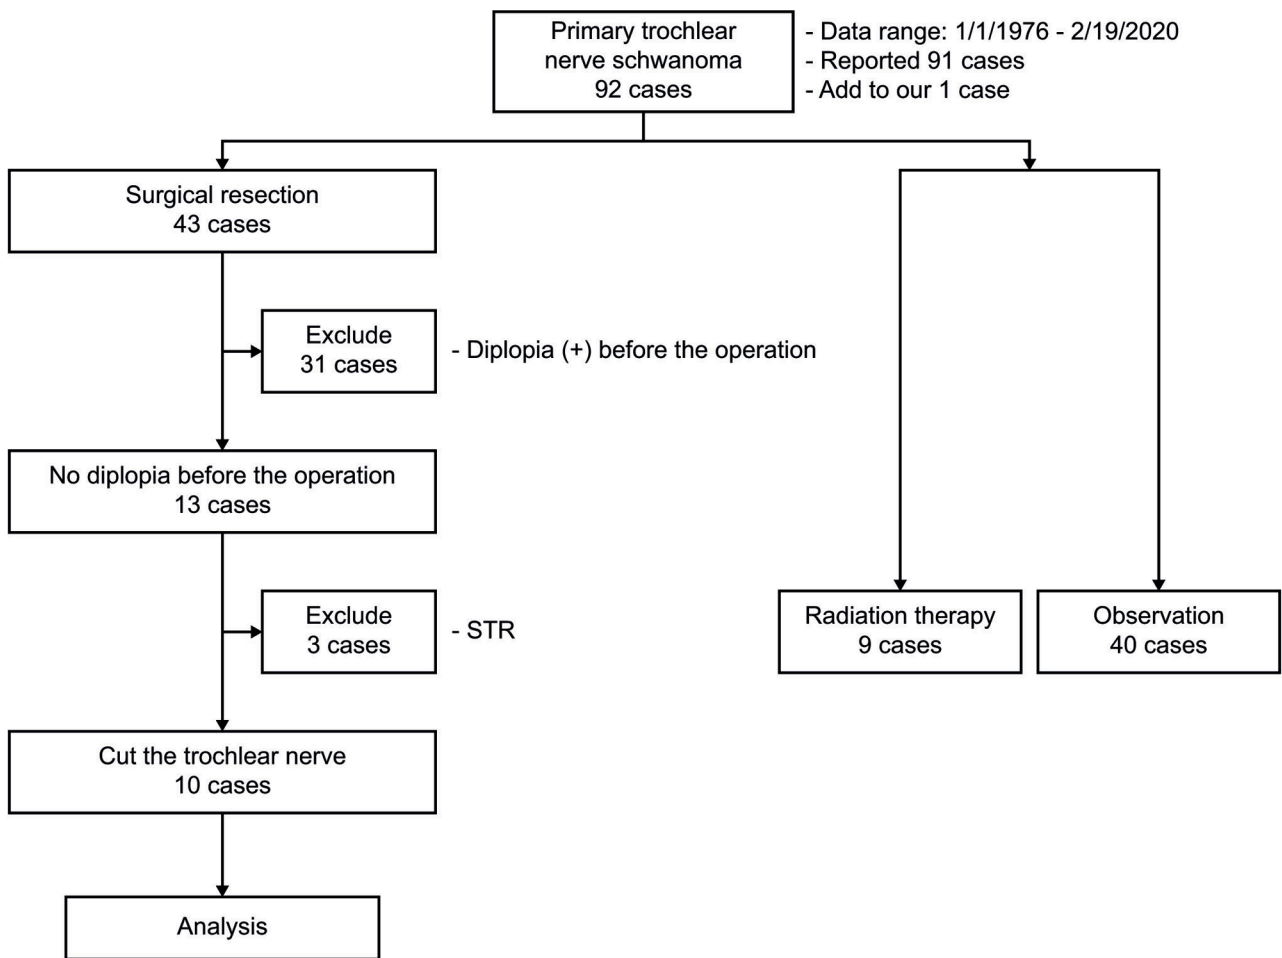 Primary trochlear
nerve schwanoma
92 cases
- Data range: 1/1/1976 - 2/19/2020
- Reported 91 cases
- Add to our 1 case
Surgical resection
43 cases
Exclude
31 cases
- Diplopia (+) before the operation
No diplopia before the operation
13 cases
Exclude
3 cases
- STR
Radiation therapy
9 cases
Observation
40 cases
Cut the trochlear nerve
10 cases
Analysis